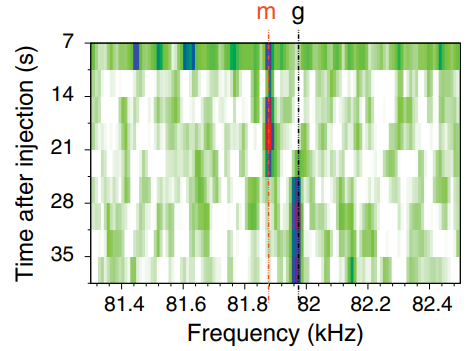 m g
7
14
21
28
35
Time after injection (s)
81.4 81.6 81.8 82 82.2 82.4
Frequency (kHz)